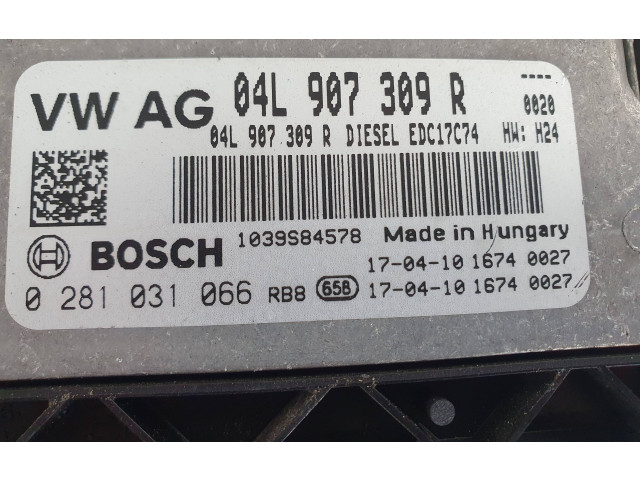 VW AG 04L 907 309 R ----
0020
04L 907 309 R DIESEL EDC17C74 HW: H24
BOSCH 1039S84578 Made in Hungary
17-04-10 1674 0027
0 281 031 066 RB8 658 17-04-10 1674 0027